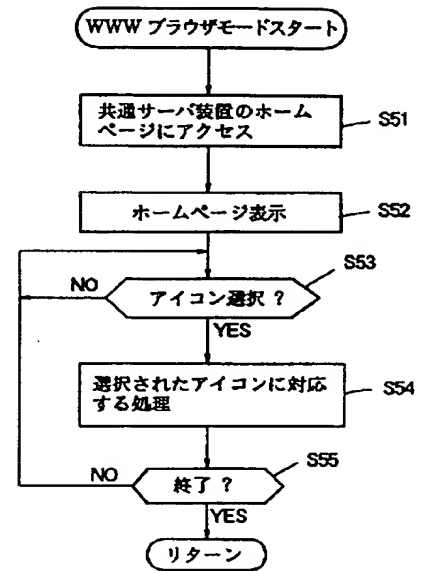 WWW ブラウザモードスタート
共通サーバ装置のホーム
ページにアクセス
S51
ホームページ表示
S52
S53
NO
アイコン選択 ?
YES
選択されたアイコンに対応
する処理
S54
S55
NO
終了 ?
YES
リターン